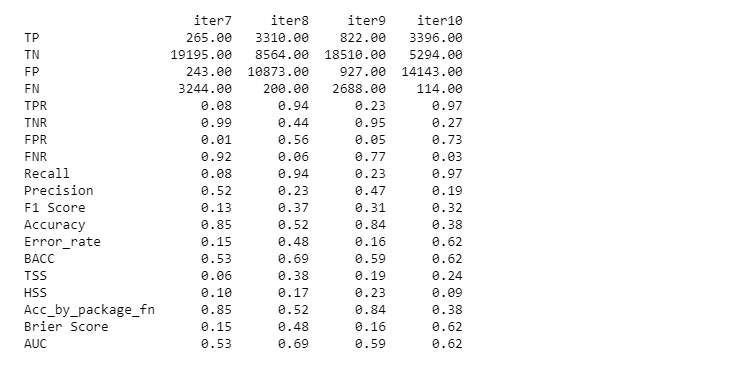 iter7 iter8 iter9 iter10
TP 265.00 3310.00 822.00 3396.00
TN 19195.00 8564.00 18510.00 5294.00
FP 243.00 10873.00 927.00 14143.00
FN 3244.00 200.00 2688.00 114.00
TPR 0.08 0.94 0.23 0.97
TNR 0.99 0.44 0.95 0.27
FPR 0.01 0.56 0.05 0.73
FNR 0.92 0.06 0.77 0.03
Recall 0.08 0.94 0.23 0.97
Precision 0.52 0.23 0.47 0.19
F1 Score 0.13 0.37 0.31 0.32
Accuracy 0.85 0.52 0.84 0.38
Error_rate 0.15 0.48 0.16 0.62
BACC 0.53 0.69 0.59 0.62
TSS 0.06 0.38 0.19 0.24
HSS 0.10 0.17 0.23 0.09
Acc_by_package_fn 0.85 0.52 0.84 0.38
Brier Score 0.15 0.48 0.16 0.62
AUC 0.53 0.69 0.59 0.62